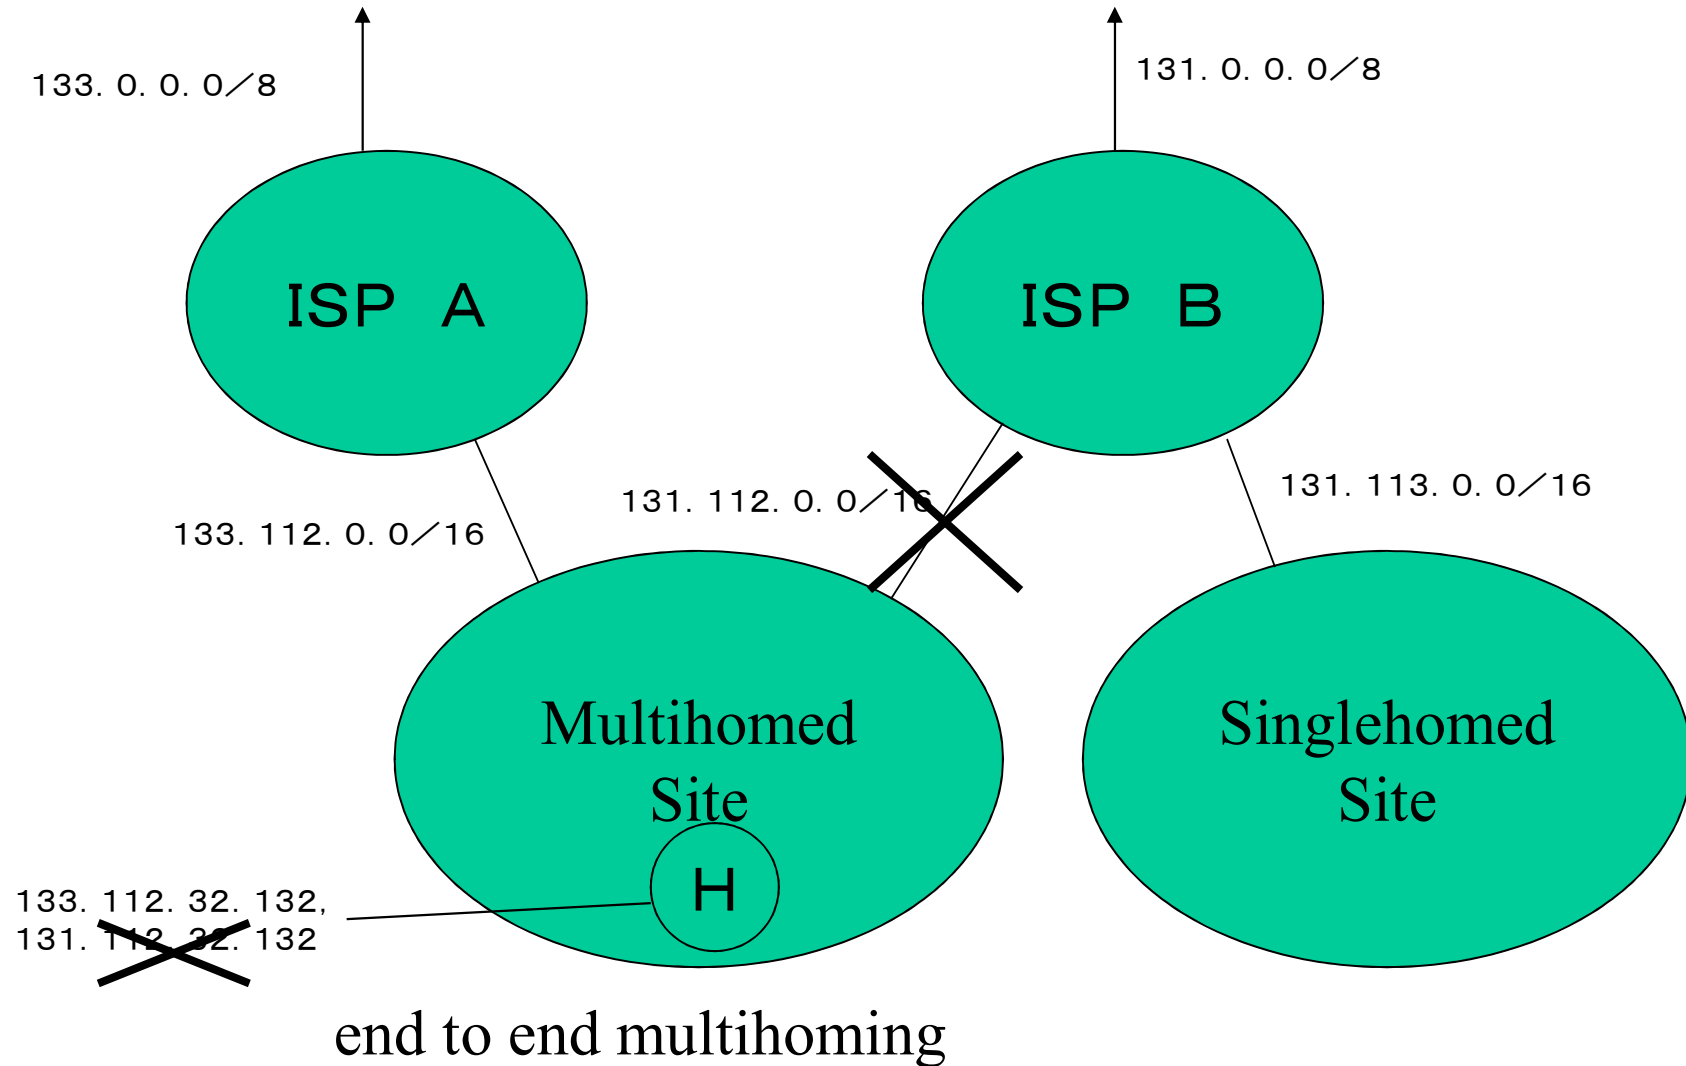 133. 0. 0. 0／8
131. 0. 0. 0／8
ISP A
ISP B
133. 112. 0. 0／16
131. 112. 0. 0／16
131. 113. 0. 0／16
Multihomed
Site
Singlehomed
Site
H
133. 112. 32. 132,
131. 112. 32. 132
end to end multihoming